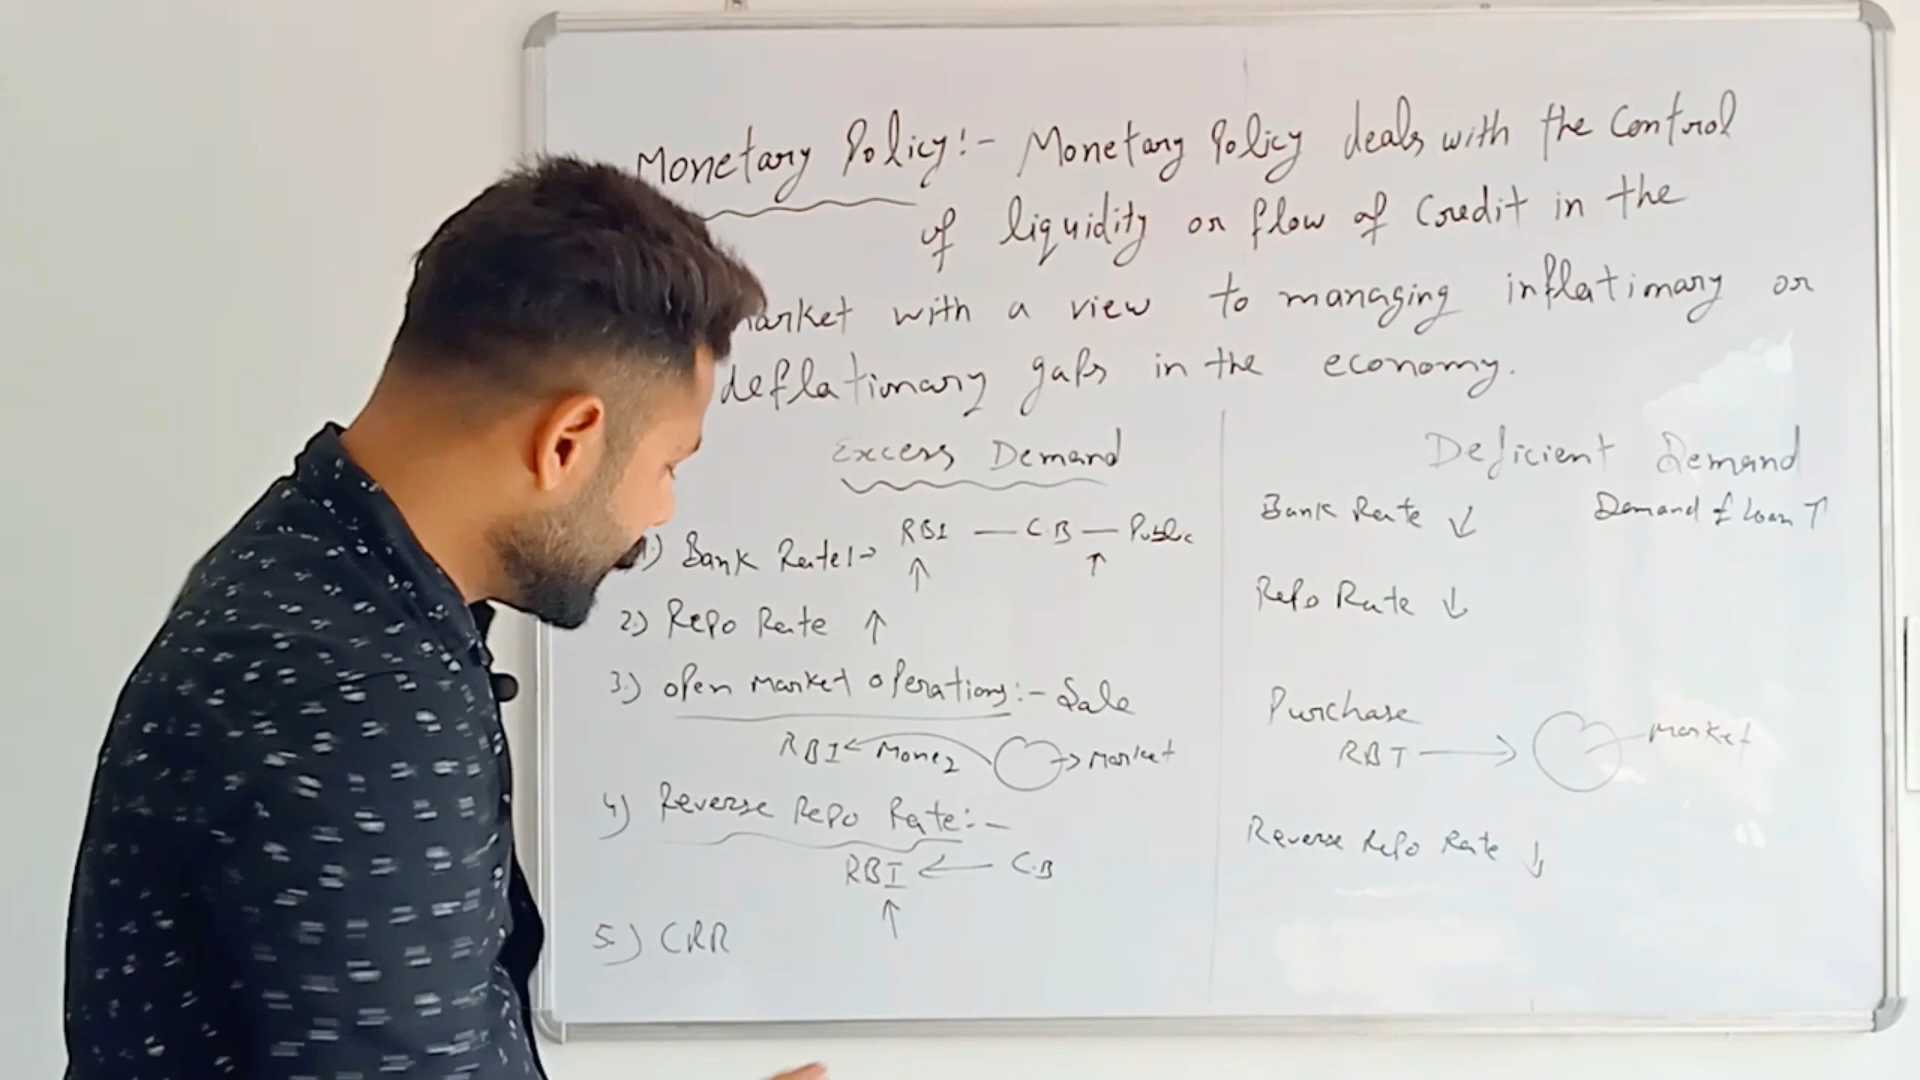 Monetary Policy:- Monetary Policy deals with the Control
of liquidity or flow of Credit in the
market with a view to managing inflationary or
deflationary gaps in the economy.
Excess Demand
1) Bank Rate:-> RBI — C.B — Public
↑ ↑
2.) Repo Rate ↑
3.) open market operations:- Sale
RBI ← Money → Market
4) Reverse Repo Rate:-
RBI ← C.B
↑
5.) CRR
Deficient Demand
Bank Rate ↓ Demand of loan ↑
Repo Rate ↓
Purchase
RBI → Market
Reverse Repo Rate ↓